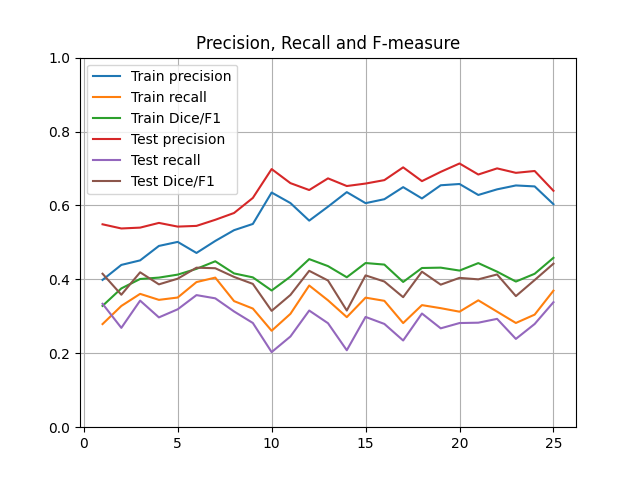 Precision, Recall and F-measure
1.0
0.8
0.6
0.4
0.2
0.0
Train precision
Train recall
Train Dice/F1
Test precision
Test recall
Test Dice/F1
0
5
10
15
20
25